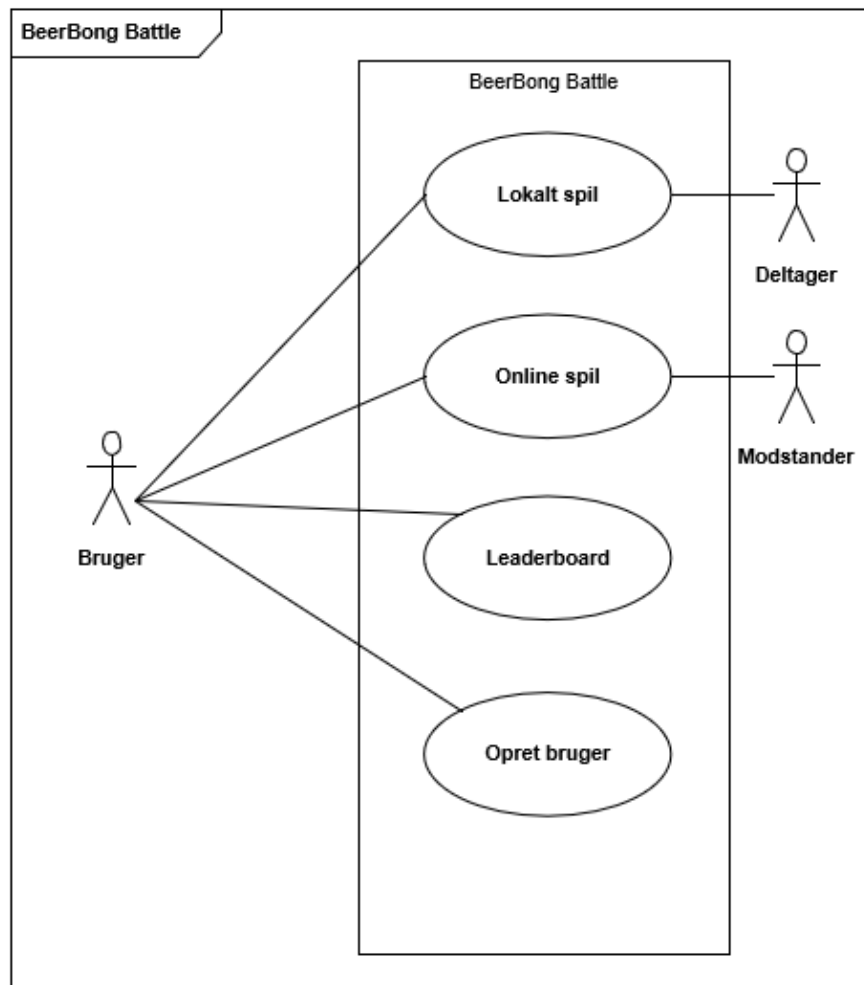 BeerBong Battle
BeerBong Battle
Lokalt spil
Deltager
Online spil
Modstander
Bruger
Leaderboard
Opret bruger